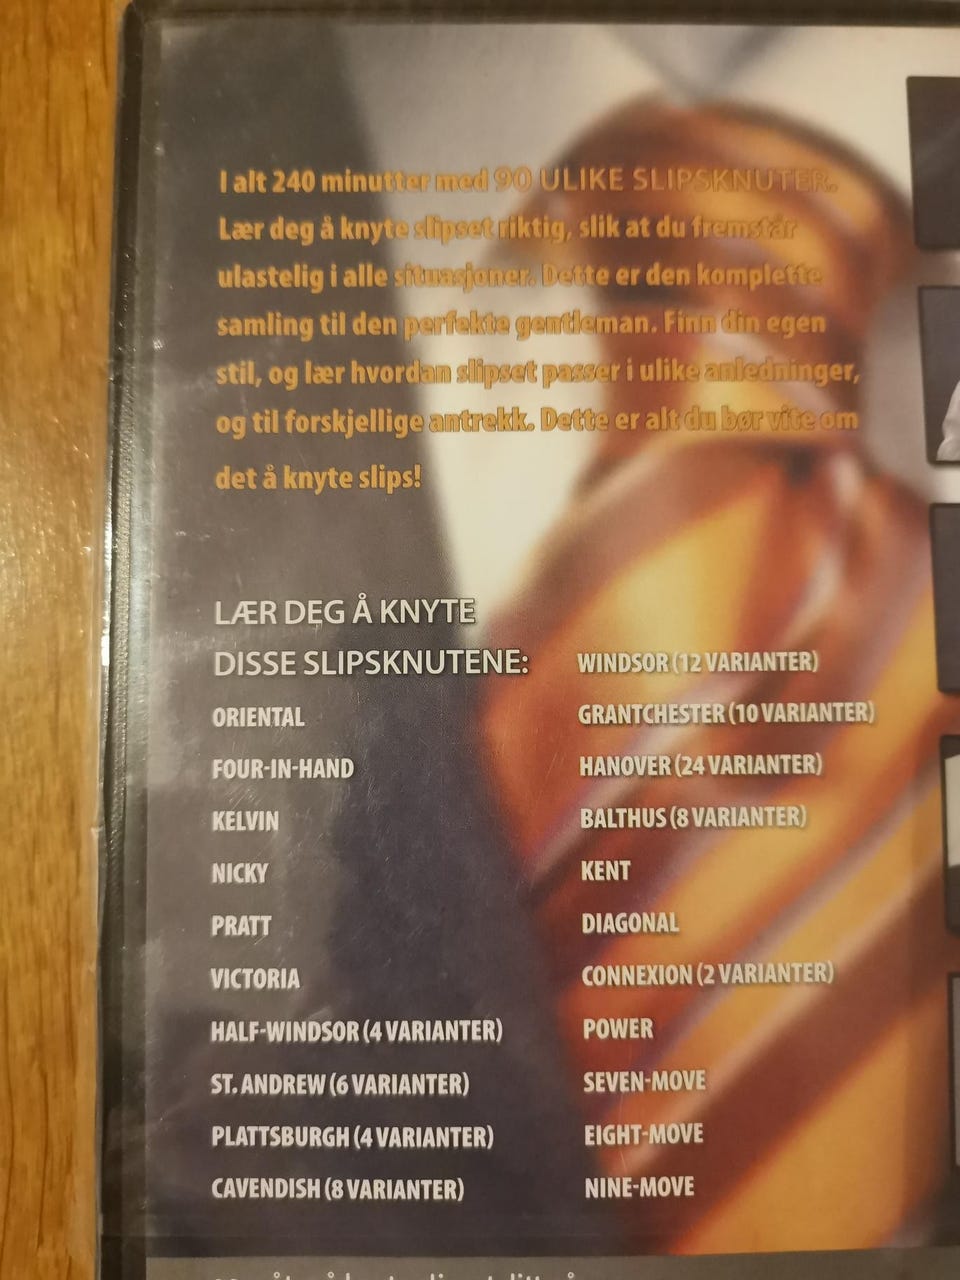 I alt 240 minutter med 90 ULIKE SLIPSKNUTER.
Lær deg å knyte slipset riktig, slik at du fremstår
ulastelig i alle situasjoner. Dette er den komplette
samling til den perfekte gentleman. Finn din egen
stil, og lær hvordan slipset passer i ulike anledninger,
og til forskjellige antrekk. Dette er alt du bør vite om
det å knyte slips!
LÆR DEG Å KNYTE
DISSE SLIPSKNUTENE:
ORIENTAL
FOUR-IN-HAND
KELVIN
NICKY
PRATT
VICTORIA
HALF-WINDSOR (4 VARIANTER)
ST. ANDREW (6 VARIANTER)
PLATTSBURGH (4 VARIANTER)
CAVENDISH (8 VARIANTER)
WINDSOR (12 VARIANTER)
GRANTCHESTER (10 VARIANTER)
HANOVER (24 VARIANTER)
BALTHUS (8 VARIANTER)
KENT
DIAGONAL
CONNEXION (2 VARIANTER)
POWER
SEVEN-MOVE
EIGHT-MOVE
NINE-MOVE